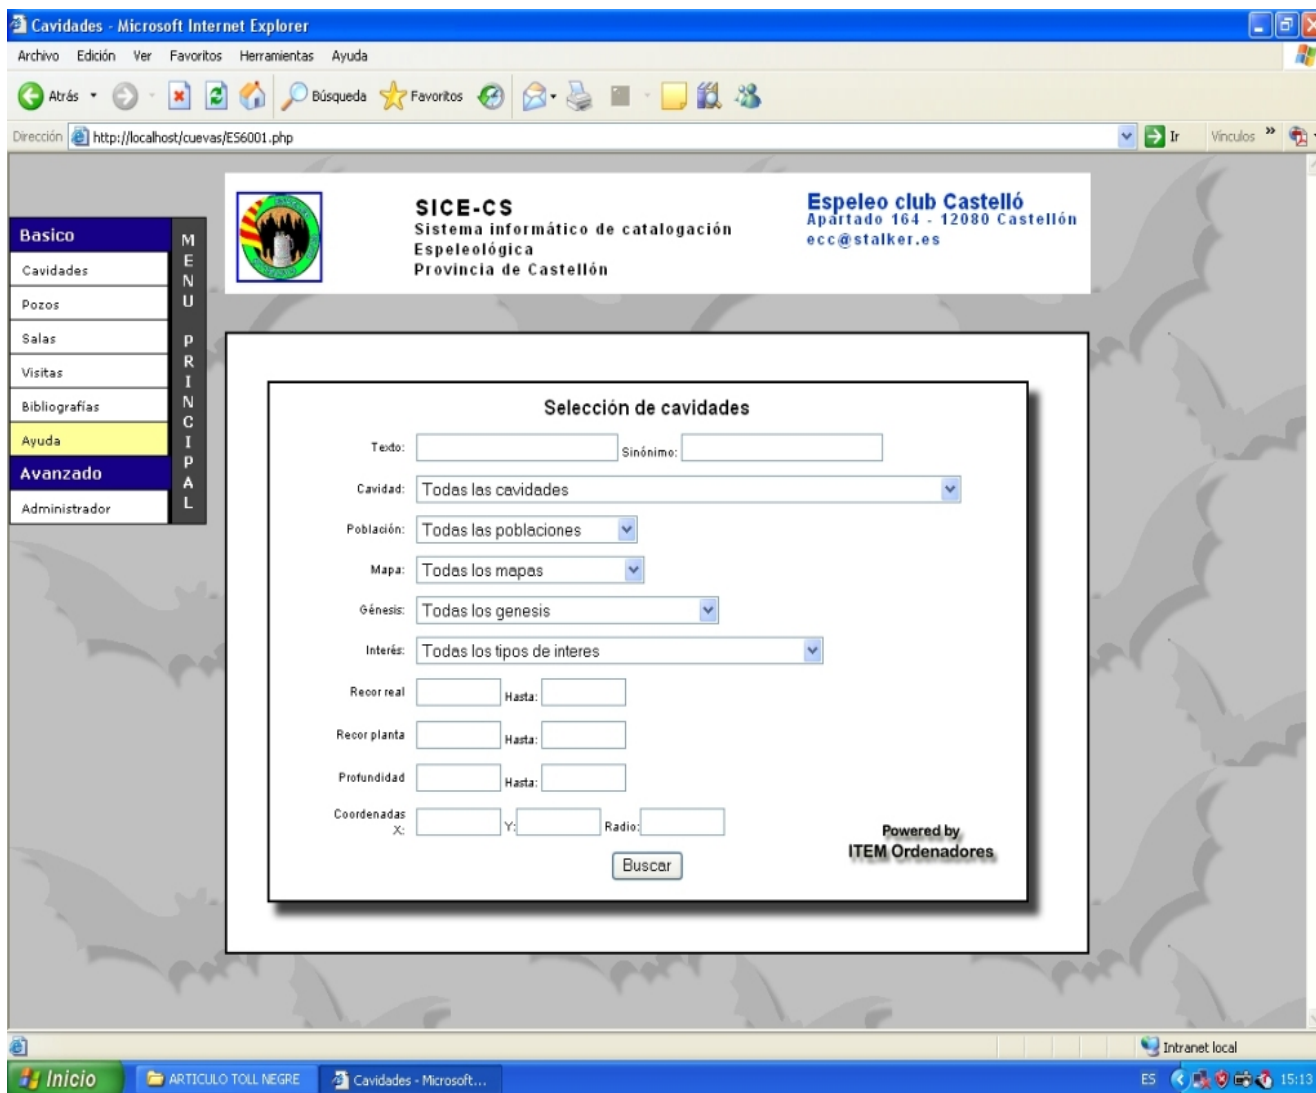 Cavidades - Microsoft Internet Explorer
Archivo Edición Ver Favoritos Herramientas Ayuda
Atrás Búsqueda Favoritos
Dirección http://localhost/cuevas/ES6001.php Ir Vínculos »
SICE-CS
Sistema informático de catalogación
Espeleológica
Provincia de Castellón
Espeleo club Castelló
Apartado 164 - 12080 Castellón
ecc@stalker.es
MENU PRINCIPAL
Basico
Cavidades
Pozos
Salas
Visitas
Bibliografías
Ayuda
Avanzado
Administrador
Selección de cavidades
Texto: Sinónimo:
Cavidad: Todas las cavidades
Población: Todas las poblaciones
Mapa: Todas los mapas
Génesis: Todas los genesis
Interés: Todas los tipos de interes
Recor real Hasta:
Recor planta Hasta:
Profundidad Hasta:
Coordenadas
X: Y: Radio:
Buscar
Powered by
ITEM Ordenadores
Intranet local
Inicio ARTICULO TOLL NEGRE Cavidades - Microsoft... ES 15:13